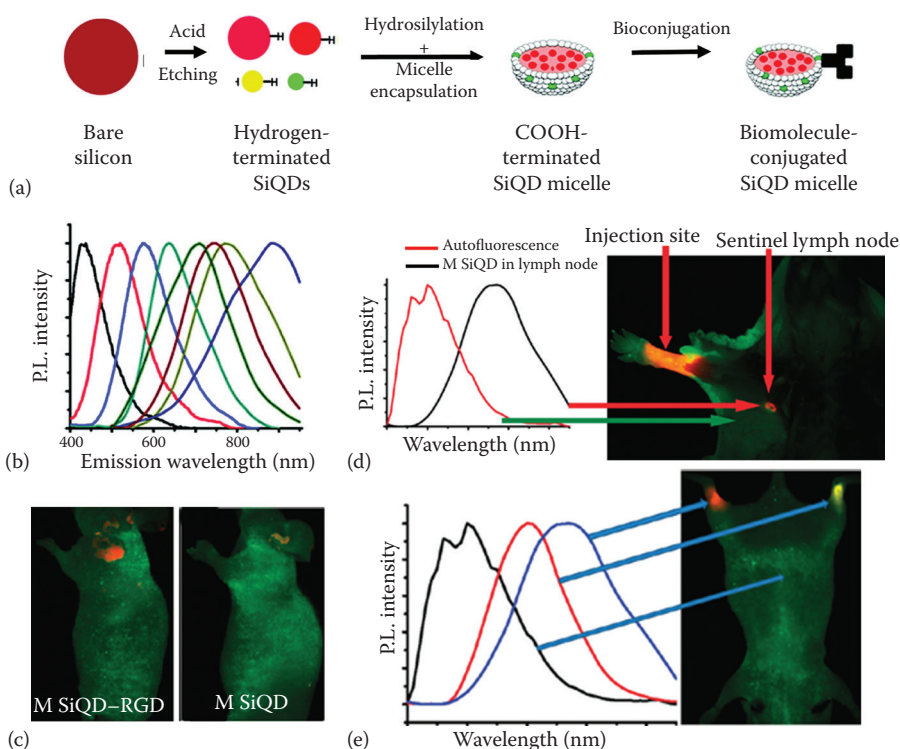 Acid
Etching
Hydrosilylation
+
Micelle
encapsulation
Bioconjugation
Bare
silicon
Hydrogen-
terminated
SiQDs
COOH-
terminated
SiQD micelle
Biomolecule-
conjugated
SiQD micelle
(a)
P.L. intensity
400 600 800
Emission wavelength (nm)
(b)
Autofluorescence
M SiQD in lymph node
Injection site
Sentinel lymph node
P.L. intensity
Wavelength (nm)
(d)
M SiQD–RGD
M SiQD
(c)
P.L. intensity
Wavelength (nm)
(e)